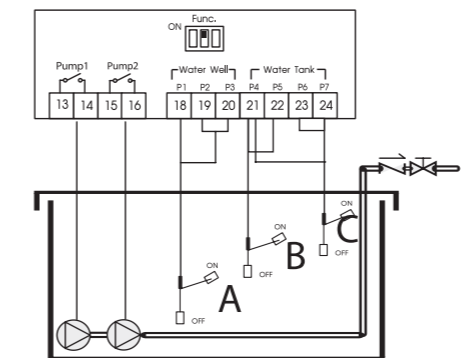 Func.
ON
Pump1 Pump2 Water Well Water Tank
P1 P2 P3 P4 P5 P6 P7
13 14 15 16 18 19 20 21 22 23 24
ON
C
OFF
ON
B
OFF
ON
A
OFF